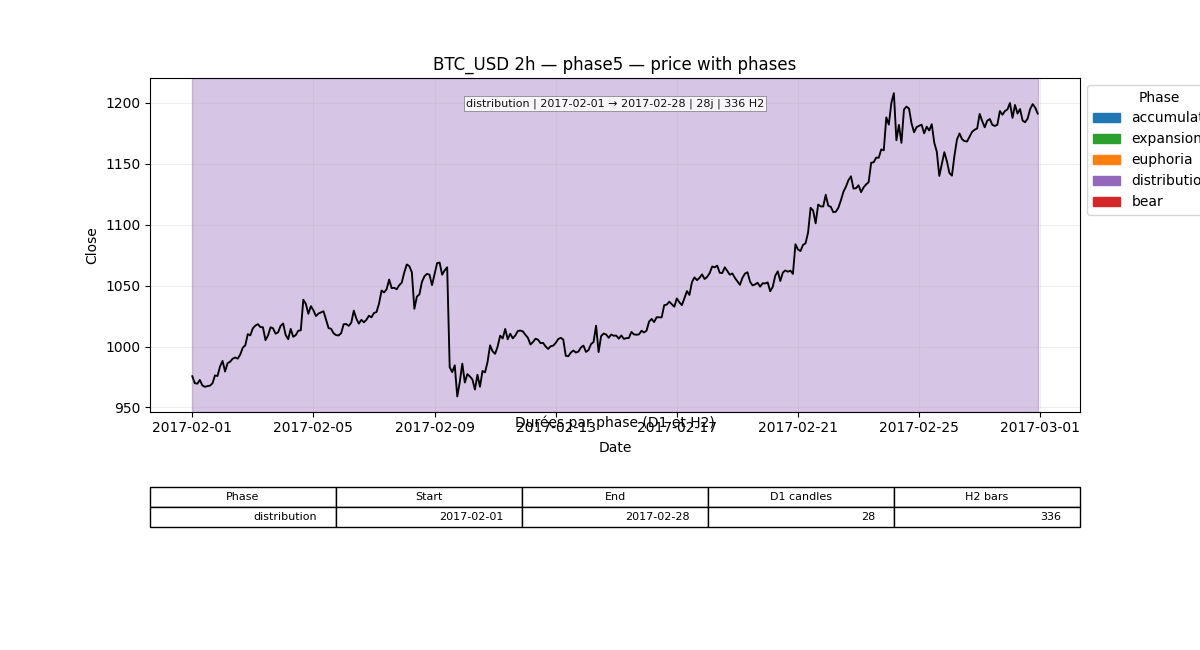 BTC_USD 2h — phase5 — price with phases
distribution | 2017-02-01 → 2017-02-28 | 28j | 336 H2
Phase
accumulat
expansion
euphoria
distributio
bear
Close
1200
1150
1100
1050
1000
950
Durées par phase (D1 et H2)
2017-02-01 2017-02-05 2017-02-09 2017-02-13 2017-02-17 2017-02-21 2017-02-25 2017-03-01
Date
Phase Start End D1 candles H2 bars
distribution 2017-02-01 2017-02-28 28 336